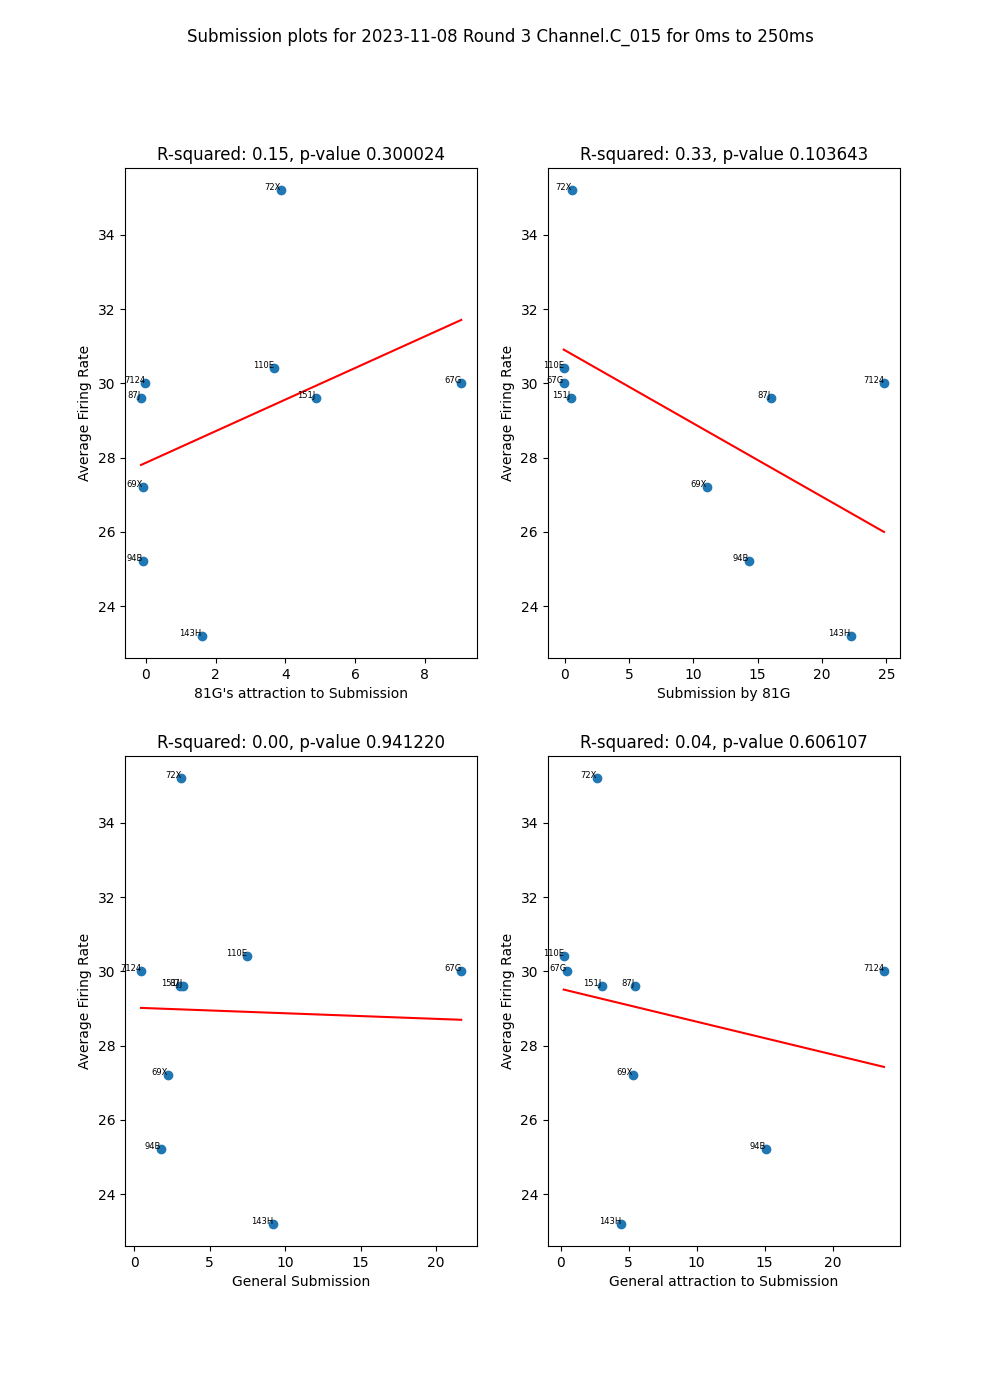 Submission plots for 2023-11-08 Round 3 Channel.C_015 for 0ms to 250ms
R-squared: 0.15, p-value 0.300024
Average Firing Rate
34
32
30
28
26
24
72X
110E
7124
67G
87J
151J
69X
94B
143H
0 2 4 6 8
81G's attraction to Submission
R-squared: 0.33, p-value 0.103643
Average Firing Rate
34
32
30
28
26
24
72X
110E
67G
7124
151J
87J
69X
94B
143H
0 5 10 15 20 25
Submission by 81G
R-squared: 0.00, p-value 0.941220
Average Firing Rate
34
32
30
28
26
24
72X
110E
7124
67G
151J
87J
69X
94B
143H
0 5 10 15 20
General Submission
R-squared: 0.04, p-value 0.606107
Average Firing Rate
34
32
30
28
26
24
72X
110E
67G
7124
151J
87J
69X
94B
143H
0 5 10 15 20
General attraction to Submission